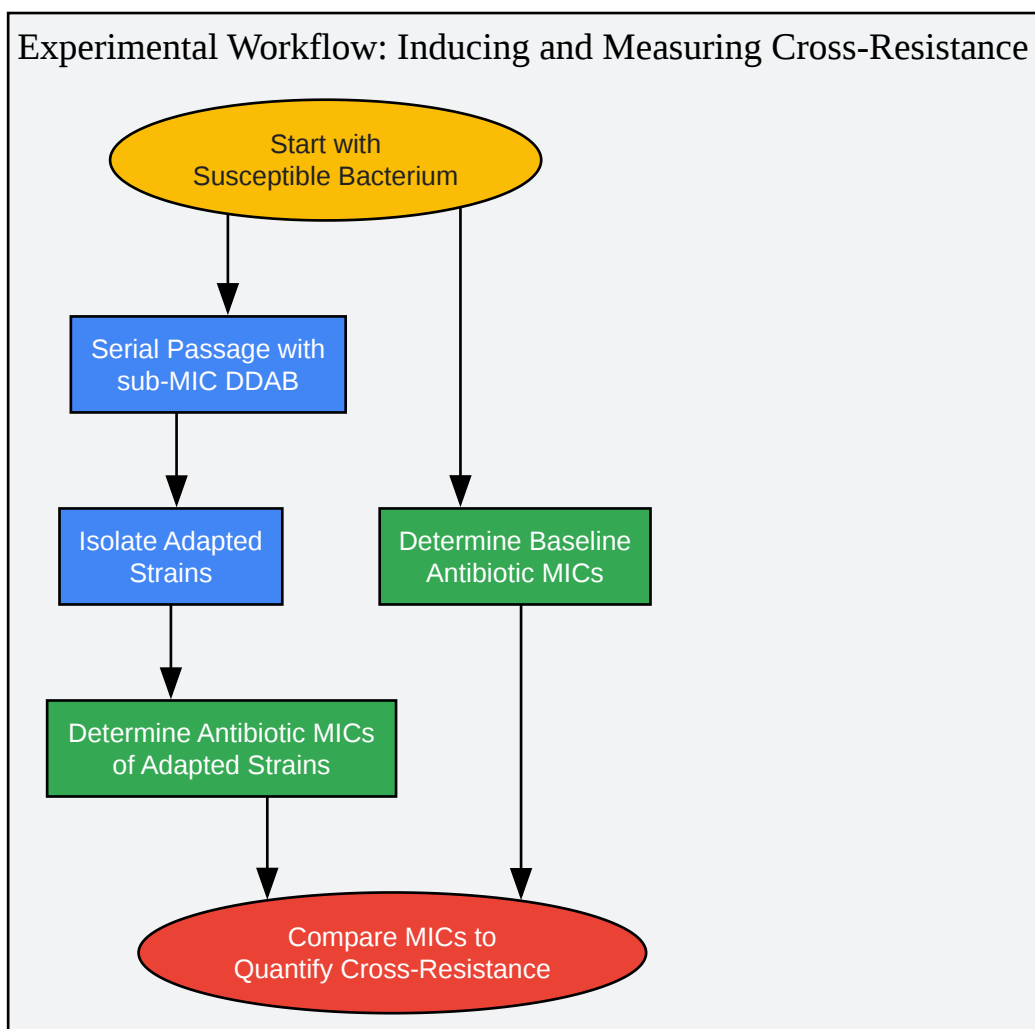 Experimental Workflow: Inducing and Measuring Cross-Resistance
Start with
Susceptible Bacterium
Serial Passage with
sub-MIC DDAB
Isolate Adapted
Strains
Determine Baseline
Antibiotic MICs
Determine Antibiotic MICs
of Adapted Strains
Compare MICs to
Quantify Cross-Resistance